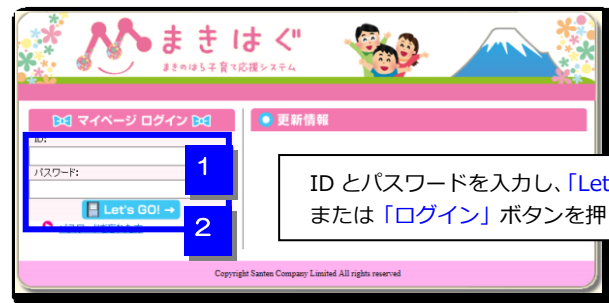 まきはぐ
まきのはら子育て応援システム
マイページ ログイン
更新情報
ID:
パスワード:
1
Let's GO! →
2
ID とパスワードを入力し、「Let
または「ログイン」ボタンを押
Copyright Santen Company Limited All rights reserved